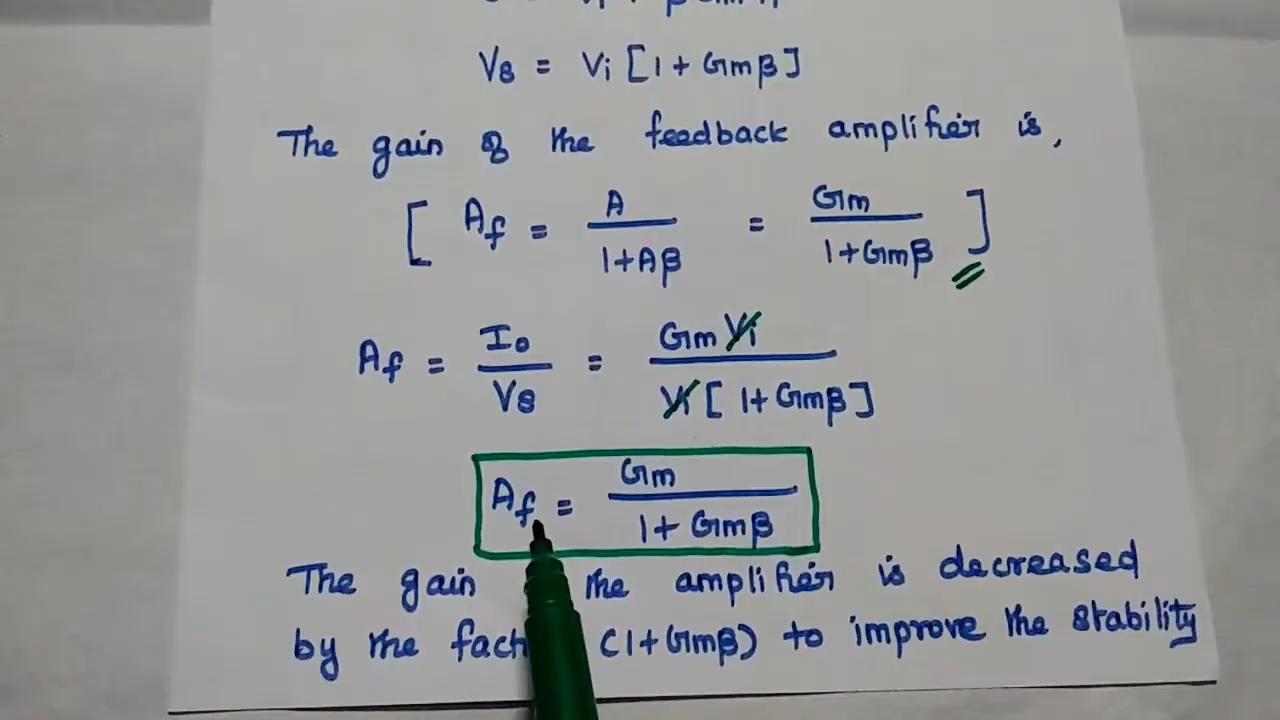 Vs = Vi [1 + Gmβ]
The gain of the feedback amplifier is,
[ Af = A / 1+Aβ = Gm / 1+Gmβ ]
Af = Io / Vs = Gm Vi / Vi [ 1+ Gmβ]
Af = Gm / 1+ Gmβ
The gain the amplifier is decreased
by the (1+Gmβ) to improve the stability